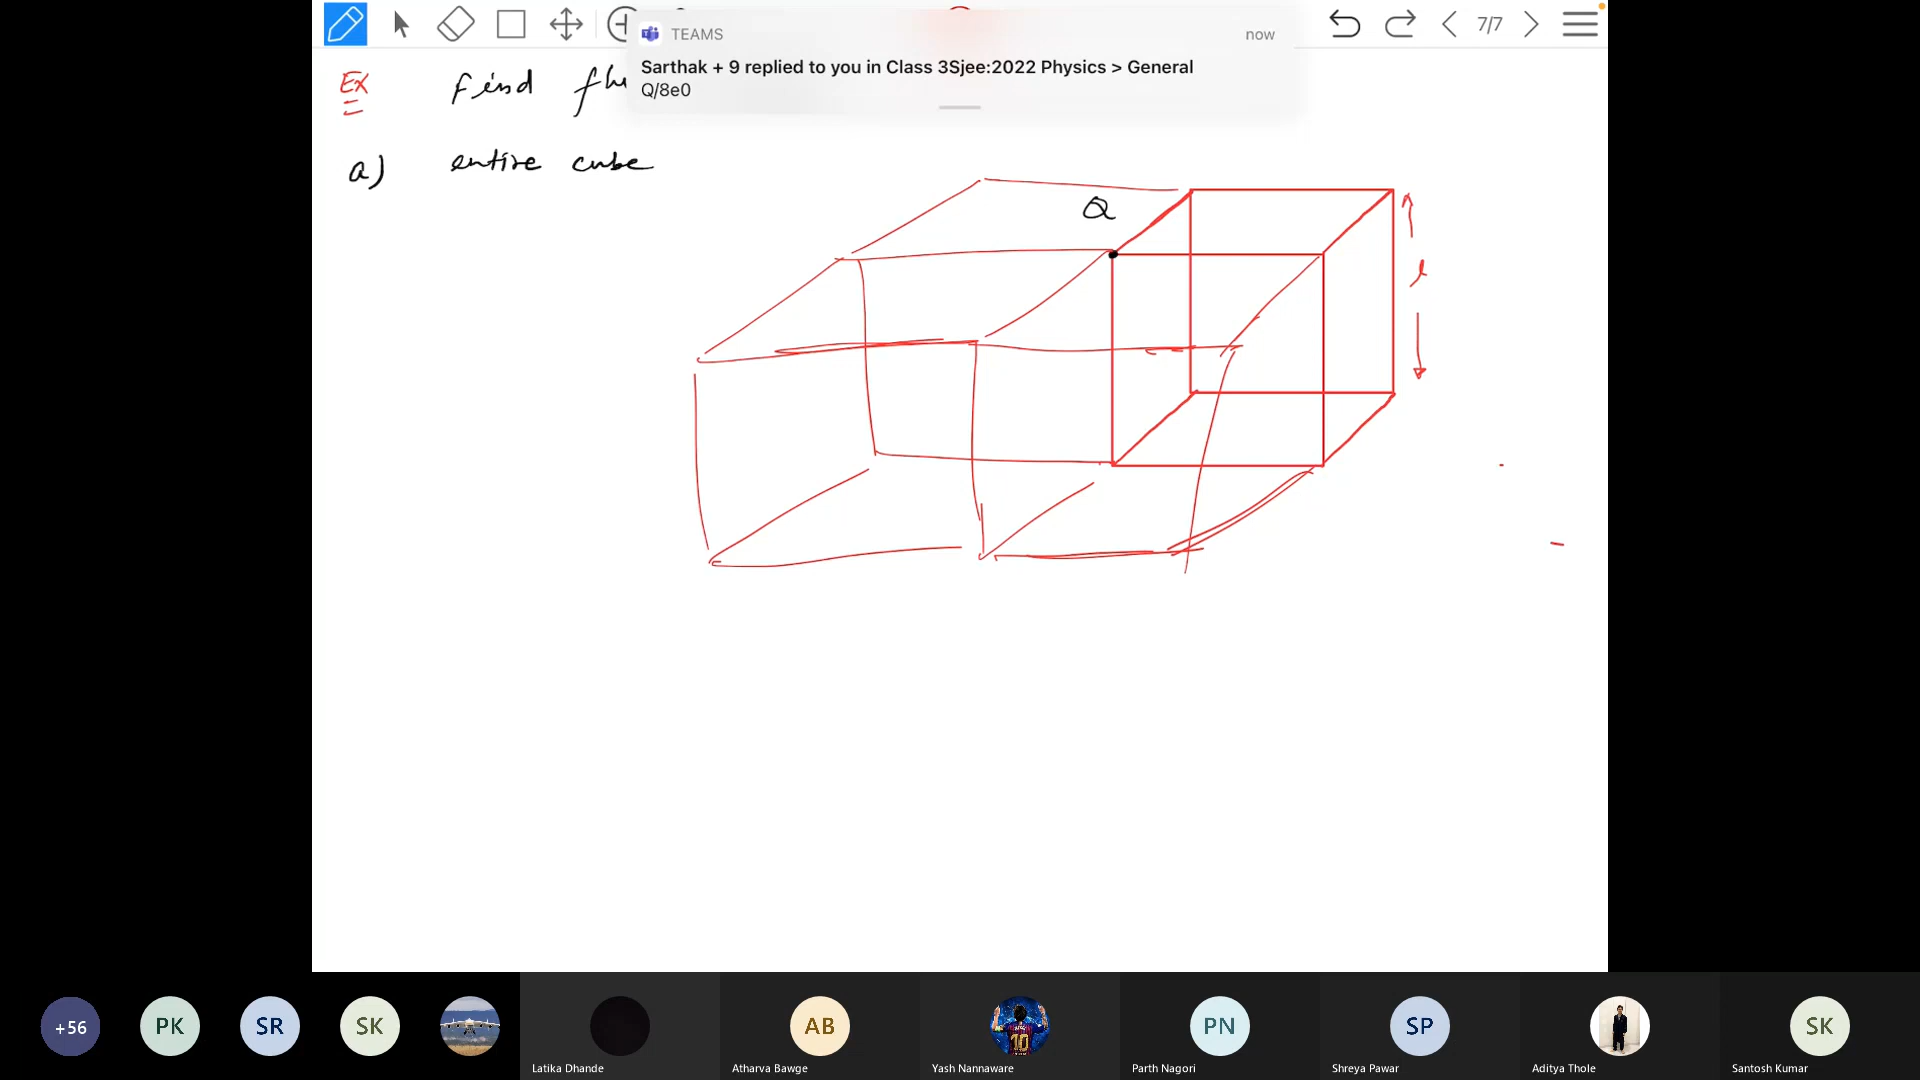 7/7
TEAMS
now
Sarthak + 9 replied to you in Class 3Sjee:2022 Physics > General
Q/8e0
Ex
Find
a) entire cube
Q
l
+56
PK
SR
SK
AB
10
PN
SP
SK
Latika Dhande
Atharva Bawge
Yash Nannaware
Parth Nagori
Shreya Pawar
Aditya Thole
Santosh Kumar